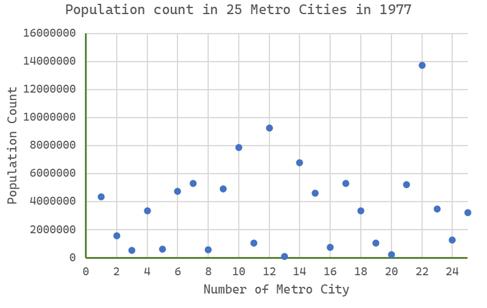 Population count in 25 Metro Cities in 1977
16000000
14000000
12000000
10000000
8000000
6000000
4000000
2000000
0
Population Count
0 2 4 6 8 10 12 14 16 18 20 22 24
Number of Metro City